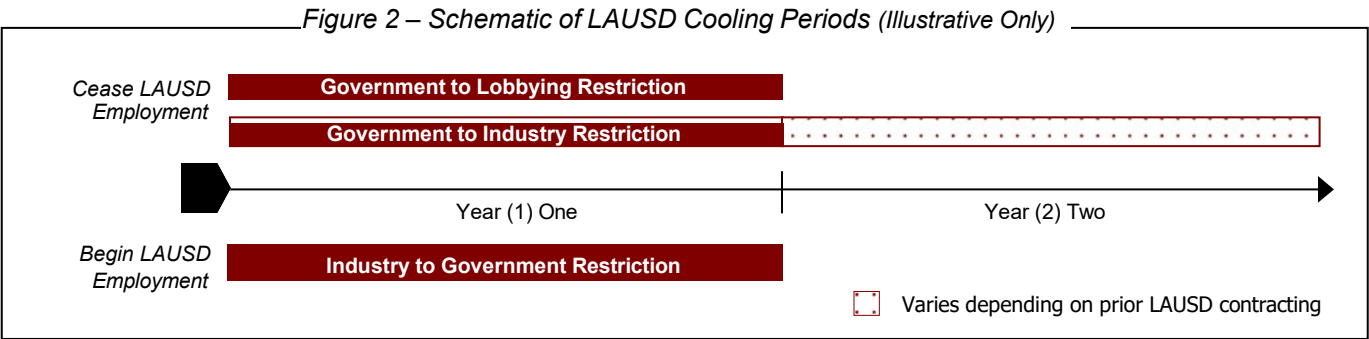 Figure 2 – Schematic of LAUSD Cooling Periods (Illustrative Only)
Cease LAUSD
Employment
Government to Lobbying Restriction
Government to Industry Restriction
Year (1) One
Year (2) Two
Begin LAUSD
Employment
Industry to Government Restriction
Varies depending on prior LAUSD contracting